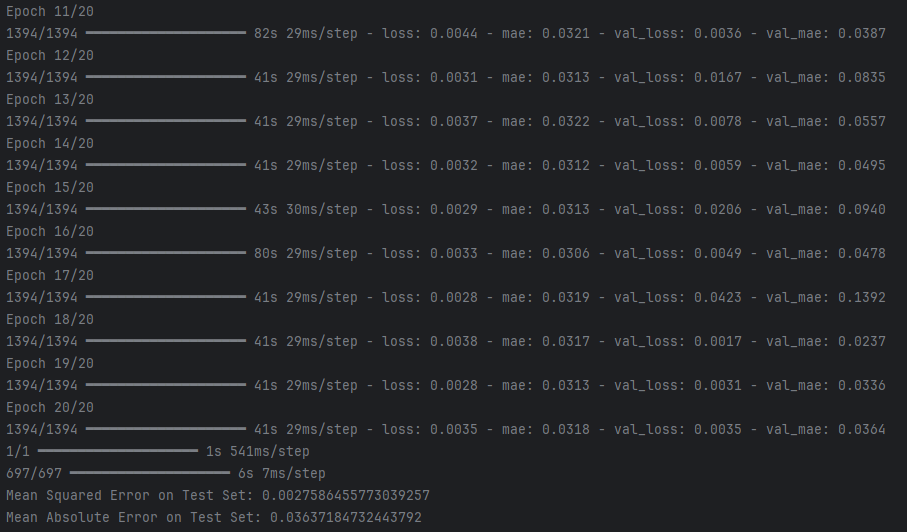 Epoch 11/20
1394/1394 ━━━━━━━━━━━━━━━━━━━━ 82s 29ms/step - loss: 0.0044 - mae: 0.0321 - val_loss: 0.0036 - val_mae: 0.0387
Epoch 12/20
1394/1394 ━━━━━━━━━━━━━━━━━━━━ 41s 29ms/step - loss: 0.0031 - mae: 0.0313 - val_loss: 0.0167 - val_mae: 0.0835
Epoch 13/20
1394/1394 ━━━━━━━━━━━━━━━━━━━━ 41s 29ms/step - loss: 0.0037 - mae: 0.0322 - val_loss: 0.0078 - val_mae: 0.0557
Epoch 14/20
1394/1394 ━━━━━━━━━━━━━━━━━━━━ 41s 29ms/step - loss: 0.0032 - mae: 0.0312 - val_loss: 0.0059 - val_mae: 0.0495
Epoch 15/20
1394/1394 ━━━━━━━━━━━━━━━━━━━━ 43s 30ms/step - loss: 0.0029 - mae: 0.0313 - val_loss: 0.0206 - val_mae: 0.0940
Epoch 16/20
1394/1394 ━━━━━━━━━━━━━━━━━━━━ 80s 29ms/step - loss: 0.0033 - mae: 0.0306 - val_loss: 0.0049 - val_mae: 0.0478
Epoch 17/20
1394/1394 ━━━━━━━━━━━━━━━━━━━━ 41s 29ms/step - loss: 0.0028 - mae: 0.0319 - val_loss: 0.0423 - val_mae: 0.1392
Epoch 18/20
1394/1394 ━━━━━━━━━━━━━━━━━━━━ 41s 29ms/step - loss: 0.0038 - mae: 0.0317 - val_loss: 0.0017 - val_mae: 0.0237
Epoch 19/20
1394/1394 ━━━━━━━━━━━━━━━━━━━━ 41s 29ms/step - loss: 0.0028 - mae: 0.0313 - val_loss: 0.0031 - val_mae: 0.0336
Epoch 20/20
1394/1394 ━━━━━━━━━━━━━━━━━━━━ 41s 29ms/step - loss: 0.0035 - mae: 0.0318 - val_loss: 0.0035 - val_mae: 0.0364
1/1 ━━━━━━━━━━━━━━━━━━━━ 1s 541ms/step
697/697 ━━━━━━━━━━━━━━━━━━━━ 6s 7ms/step
Mean Squared Error on Test Set: 0.0027586455773039257
Mean Absolute Error on Test Set: 0.03637184732443792